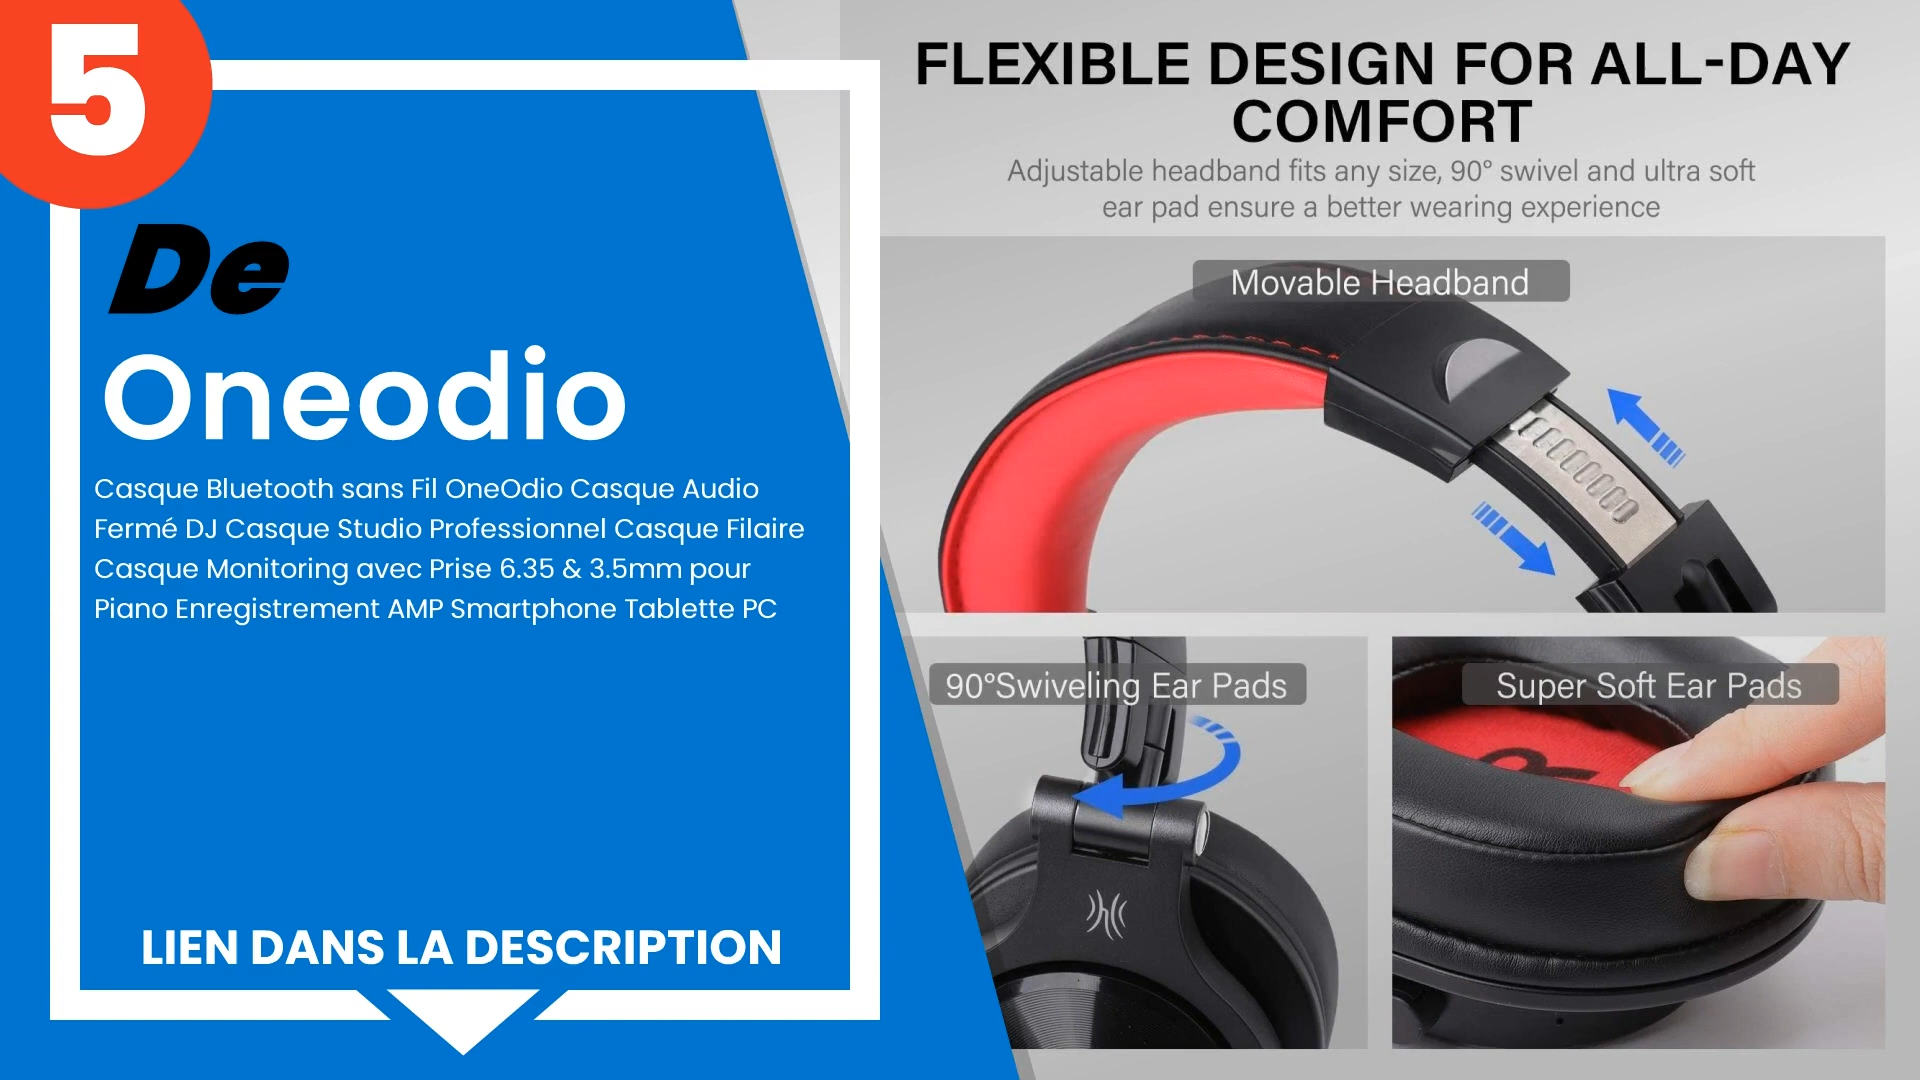 5
De
Oneodio
Casque Bluetooth sans Fil OneOdio Casque Audio
Fermé DJ Casque Studio Professionnel Casque Filaire
Casque Monitoring avec Prise 6.35 & 3.5mm pour
Piano Enregistrement AMP Smartphone Tablette PC
LIEN DANS LA DESCRIPTION
FLEXIBLE DESIGN FOR ALL-DAY
COMFORT
Adjustable headband fits any size, 90° swivel and ultra soft
ear pad ensure a better wearing experience
Movable Headband
90°Swiveling Ear Pads
Super Soft Ear Pads